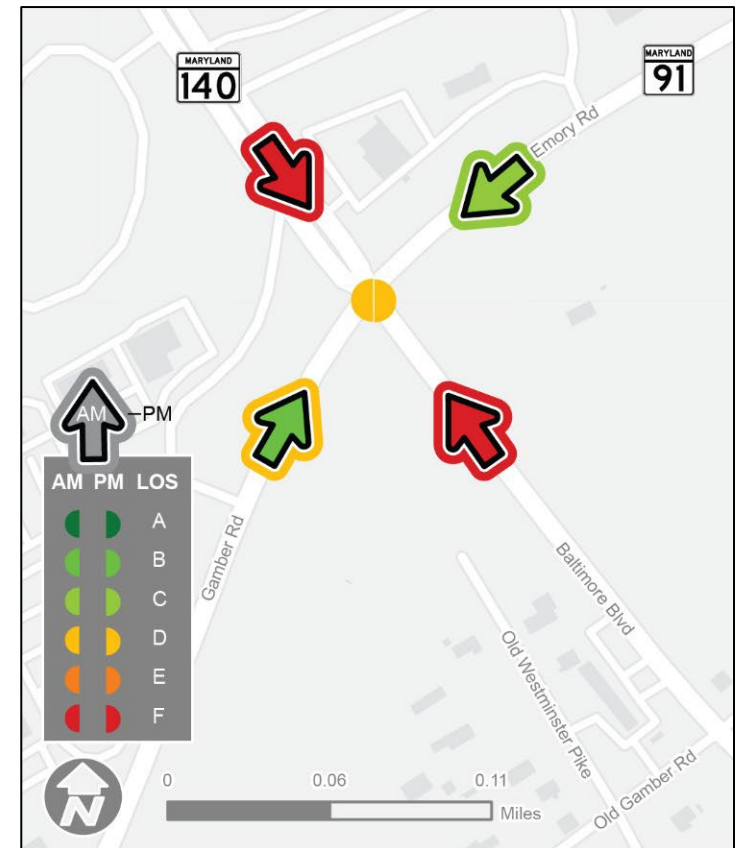 MARYLAND
140
MARYLAND
91
Emory Rd
AM
PM
AM PM LOS
A
B
C
D
E
F
Gamber Rd
Baltimore Blvd
Old Westminster Pike
Old Gamber Rd
N
0 0.06 0.11
Miles